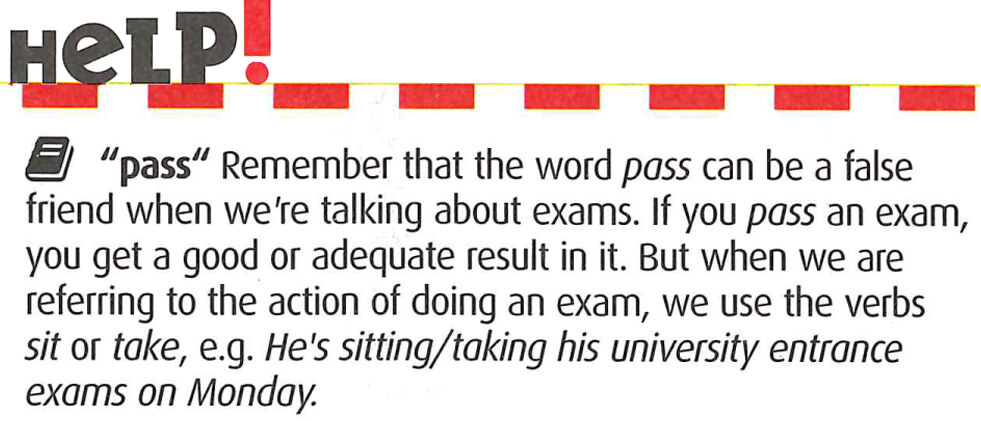 HeLP!
"pass" Remember that the word pass can be a false
friend when we're talking about exams. If you pass an exam,
you get a good or adequate result in it. But when we are
referring to the action of doing an exam, we use the verbs
sit or take, e.g. He's sitting/taking his university entrance
exams on Monday.